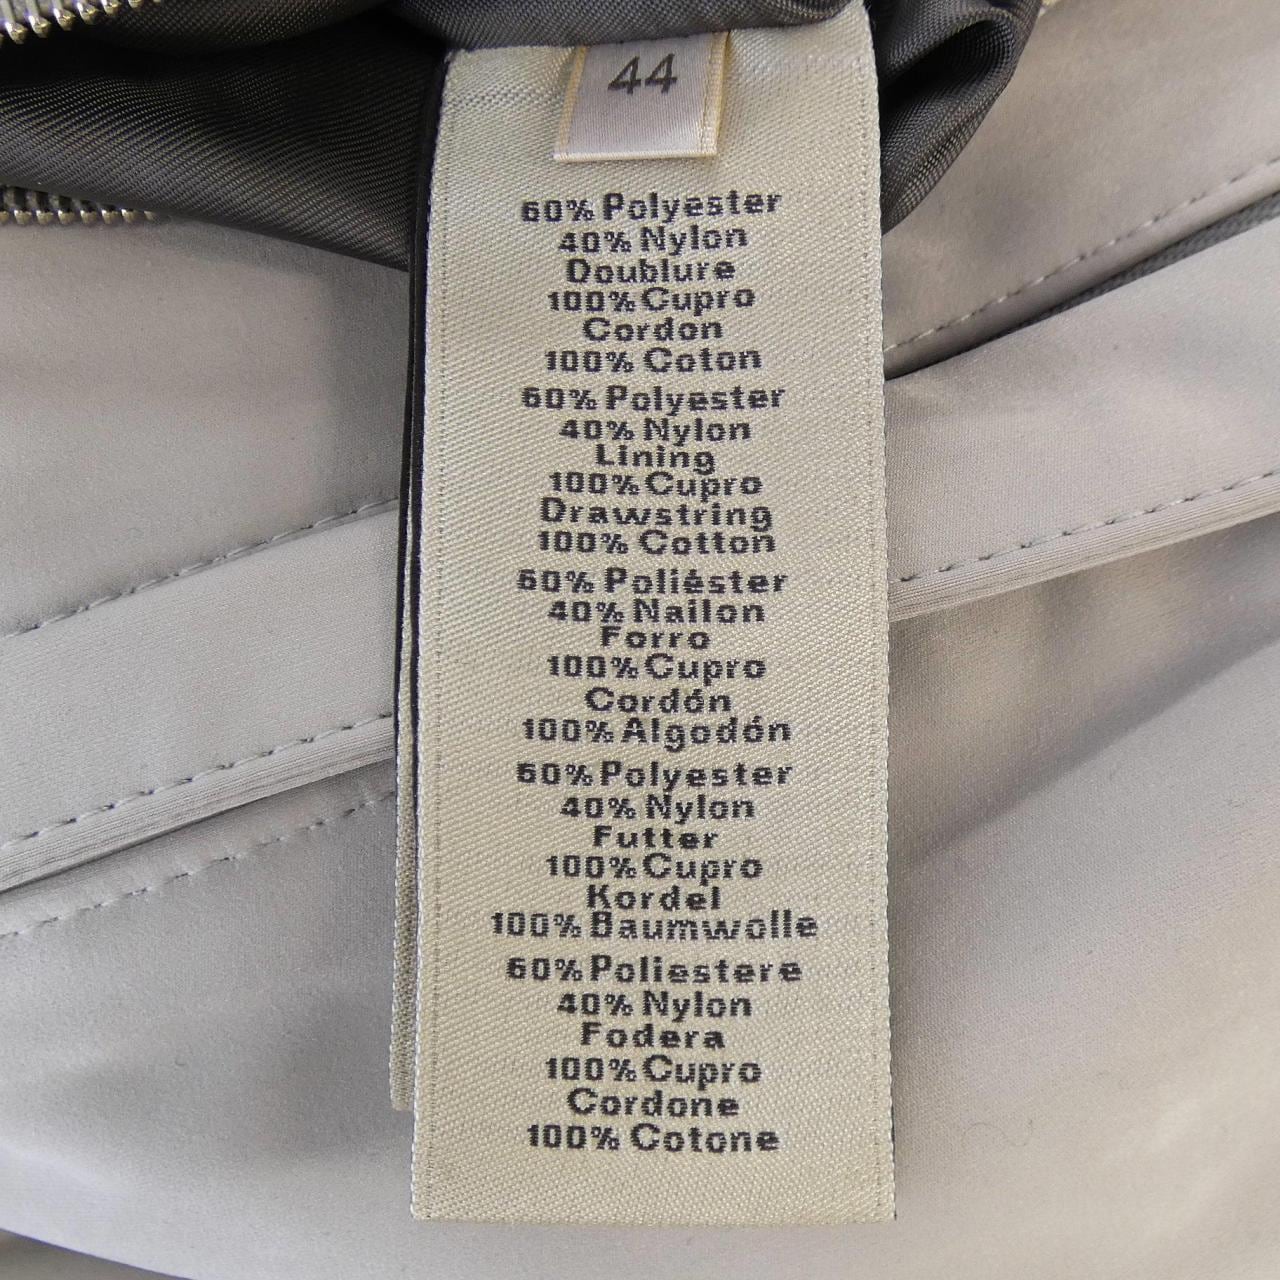 44
60% Polyester
40% Nylon
Doublure
100% Cupro
Cordon
100% Coton
60% Polyester
40% Nylon
Lining
100% Cupro
Drawstring
100% Cotton
60% Poliéster
40% Nailon
Forro
100% Cupro
Cordón
100% Algodón
60% Polyester
40% Nylon
Futter
100% Cupro
Kordel
100% Baumwolle
60% Poliestere
40% Nylon
Fodera
100% Cupro
Cordone
100% Cotone